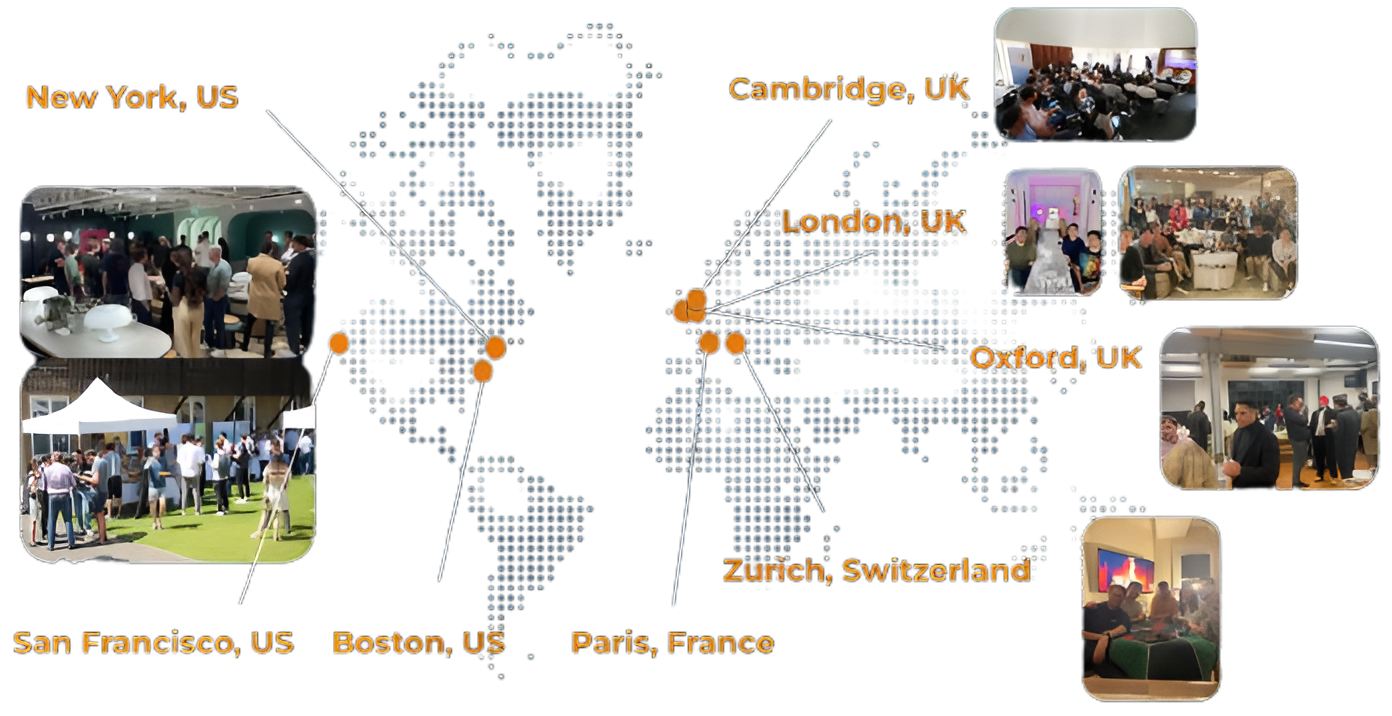 New York, US
Cambridge, UK
London, UK
Oxford, UK
Zurich, Switzerland
San Francisco, US
Boston, US
Paris, France